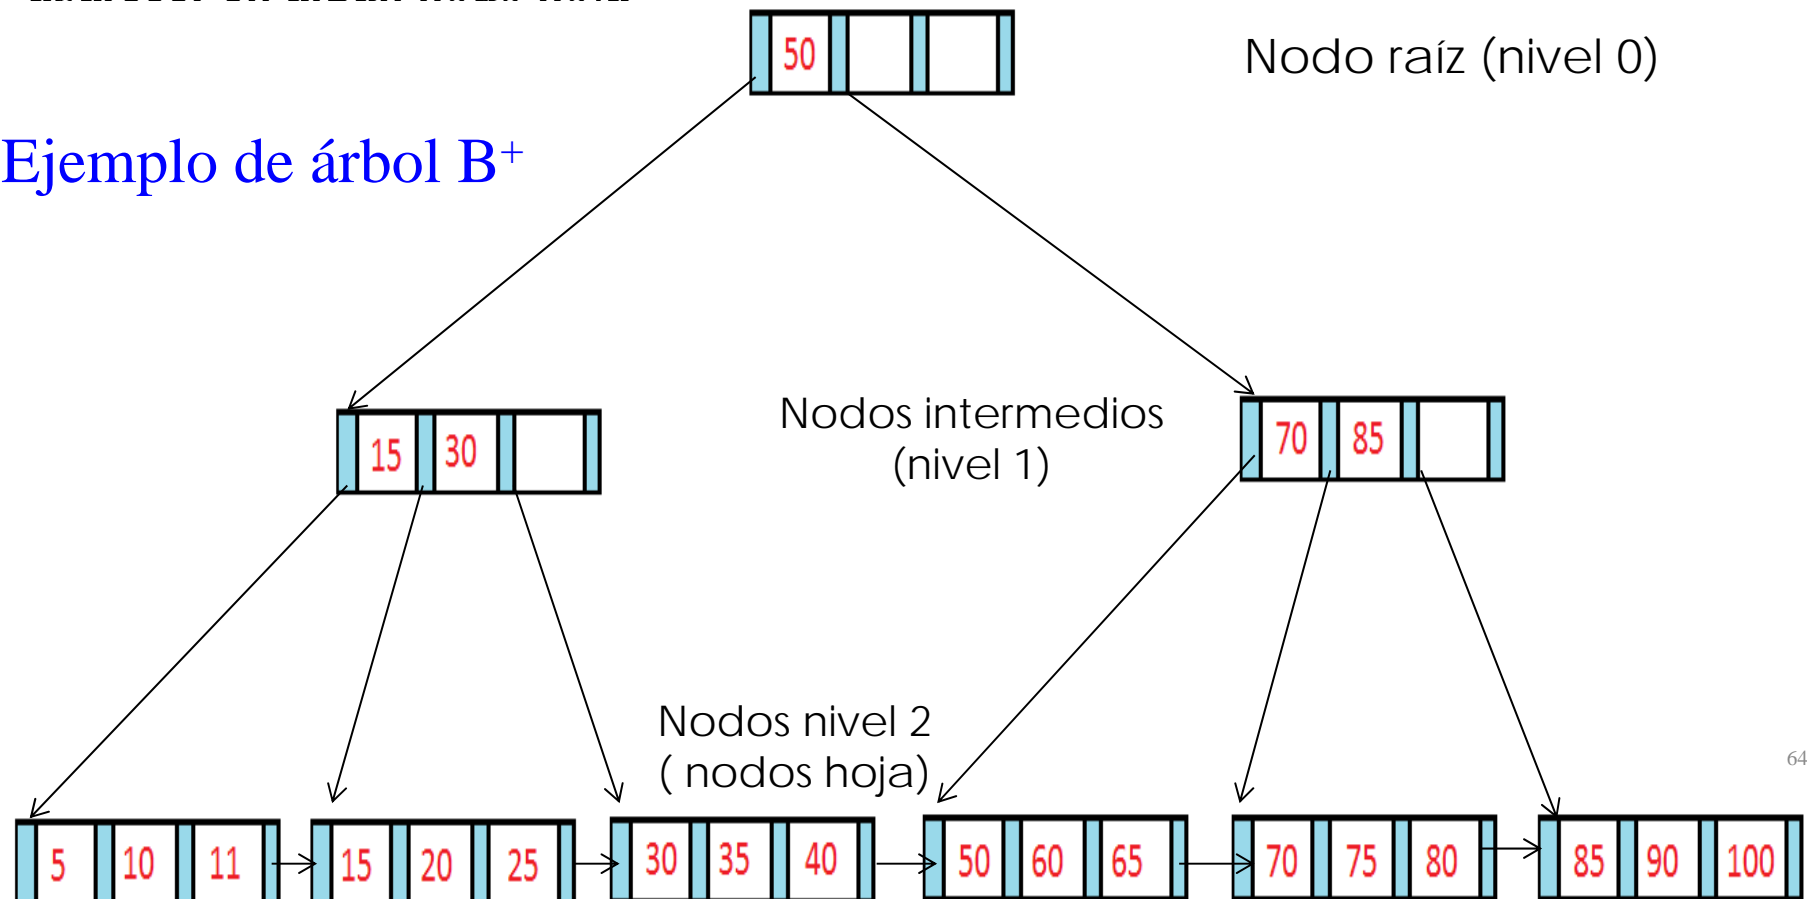 50
Nodo raíz (nivel 0)
Ejemplo de árbol B+
15 30
Nodos intermedios
(nivel 1)
70 85
Nodos nivel 2
( nodos hoja)
64
5 10 11 15 20 25 30 35 40 50 60 65 70 75 80 85 90 100